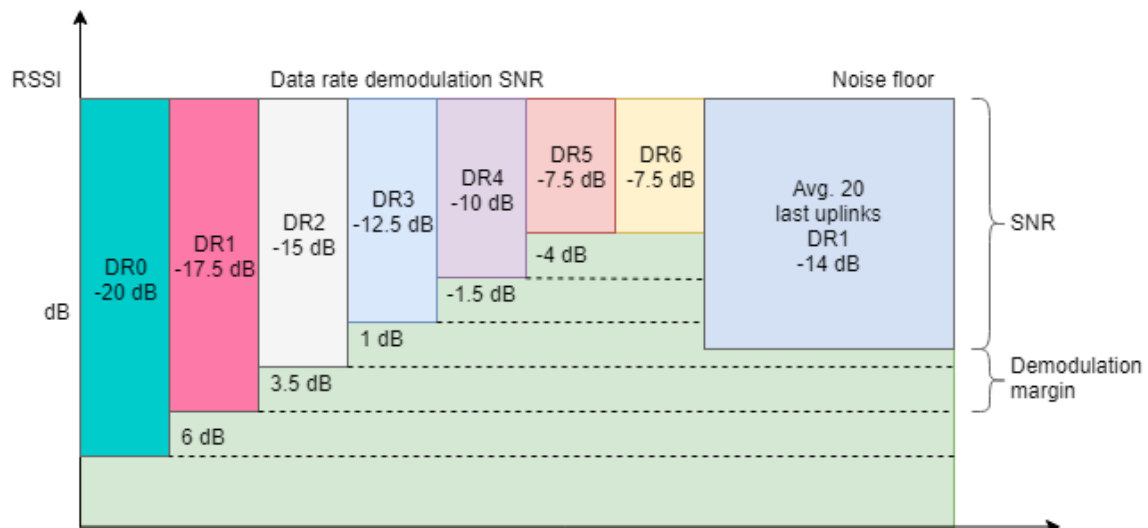 RSSI
Data rate demodulation SNR
Noise floor
DR0
-20 dB
DR1
-17.5 dB
DR2
-15 dB
DR3
-12.5 dB
DR4
-10 dB
DR5
-7.5 dB
DR6
-7.5 dB
Avg. 20
last uplinks
DR1
-14 dB
SNR
dB
-4 dB
-1.5 dB
1 dB
3.5 dB
6 dB
Demodulation
margin